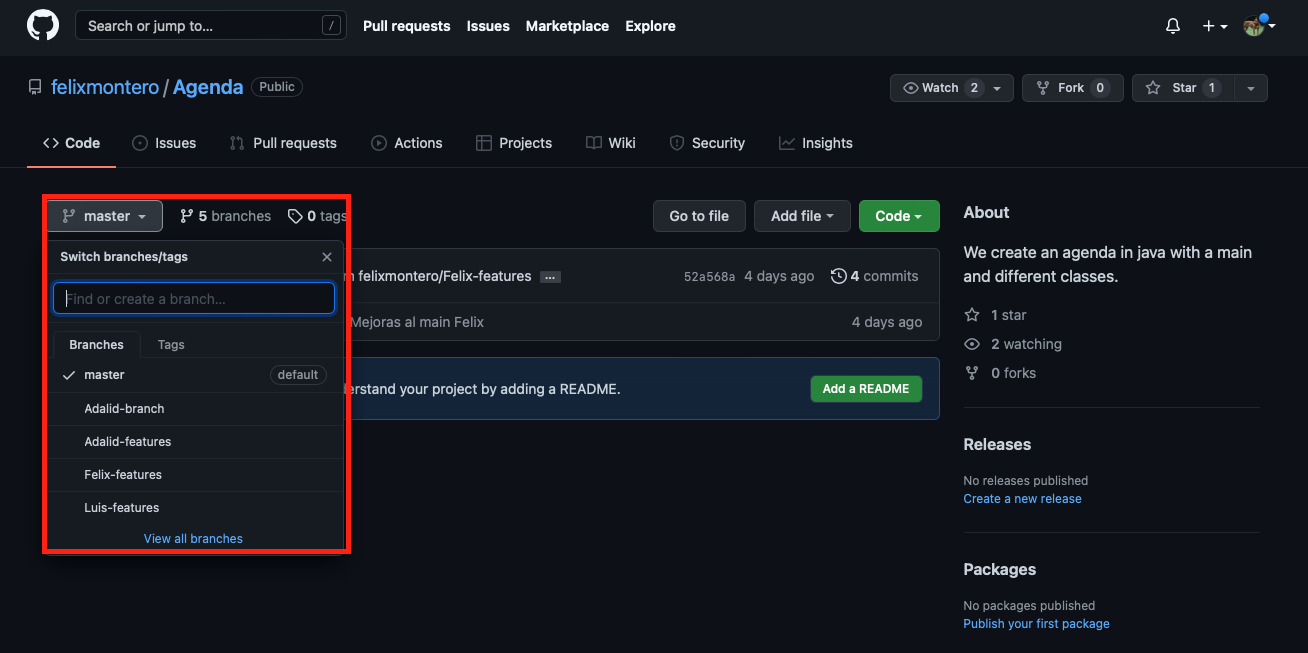 Search or jump to... /
Pull requests Issues Marketplace Explore
felixmontero / Agenda Public
Watch 2 Fork 0 Star 1
Code Issues Pull requests Actions Projects Wiki Security Insights
master 5 branches 0 tags Go to file Add file Code
Switch branches/tags
Find or create a branch...
Branches Tags
master default
Adalid-branch
Adalid-features
Felix-features
Luis-features
View all branches
felixmontero/Felix-features ... 52a568a 4 days ago 4 commits
Mejoras al main Felix 4 days ago
your project by adding a README. Add a README
About
We create an agenda in java with a main
and different classes.
1 star
2 watching
0 forks
Releases
No releases published
Create a new release
Packages
No packages published
Publish your first package